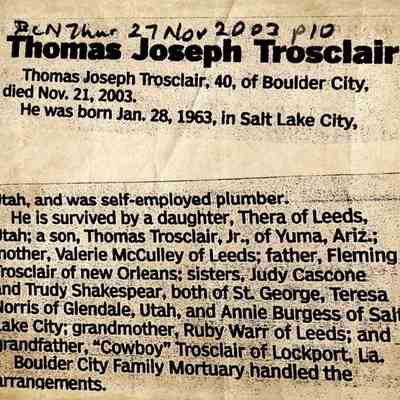 BCN Thur 27 Nov 2003 p10
Thomas Joseph Trosclair
Thomas Joseph Trosclair, 40, of Boulder City,
died Nov. 21, 2003.
He was born Jan. 28, 1963, in Salt Lake City,
Utah, and was self-employed plumber.
He is survived by a daughter, Thera of Leeds,
Utah; a son, Thomas Trosclair, Jr., of Yuma, Ariz.;
mother, Valerie McCulley of Leeds; father, Fleming
Trosclair of new Orleans; sisters, Judy Cascone
and Trudy Shakespear, both of St. George, Teresa
Norris of Glendale, Utah, and Annie Burgess of Salt
Lake City; grandmother, Ruby Warr of Leeds; and
grandfather, "Cowboy" Trosclair of Lockport, La.
Boulder City Family Mortuary handled the
arrangements.